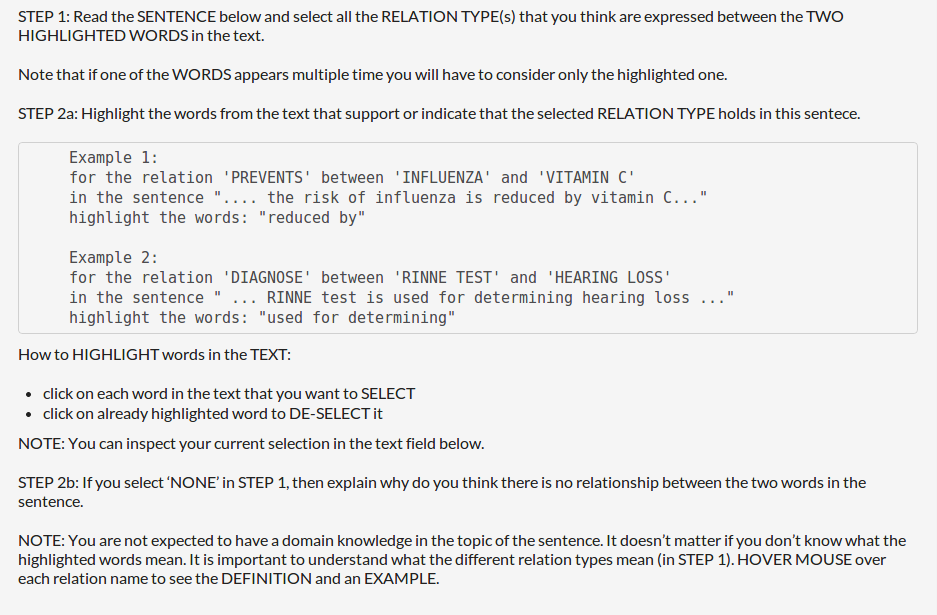 STEP 1: Read the SENTENCE below and select all the RELATION TYPE(s) that you think are expressed between the TWO
HIGHLIGHTED WORDS in the text.
Note that if one of the WORDS appears multiple time you will have to consider only the highlighted one.
STEP 2a: Highlight the words from the text that support or indicate that the selected RELATION TYPE holds in this sentece.
Example 1:
for the relation 'PREVENTS' between 'INFLUENZA' and 'VITAMIN C'
in the sentence ".... the risk of influenza is reduced by vitamin C..."
highlight the words: "reduced by"
Example 2:
for the relation 'DIAGNOSE' between 'RINNE TEST' and 'HEARING LOSS'
in the sentence " ... RINNE test is used for determining hearing loss ..."
highlight the words: "used for determining"
How to HIGHLIGHT words in the TEXT:
• click on each word in the text that you want to SELECT
• click on already highlighted word to DE-SELECT it
NOTE: You can inspect your current selection in the text field below.
STEP 2b: If you select ‘NONE’ in STEP 1, then explain why do you think there is no relationship between the two words in the
sentence.
NOTE: You are not expected to have a domain knowledge in the topic of the sentence. It doesn’t matter if you don’t know what the
highlighted words mean. It is important to understand what the different relation types mean (in STEP 1). HOVER MOUSE over
each relation name to see the DEFINITION and an EXAMPLE.